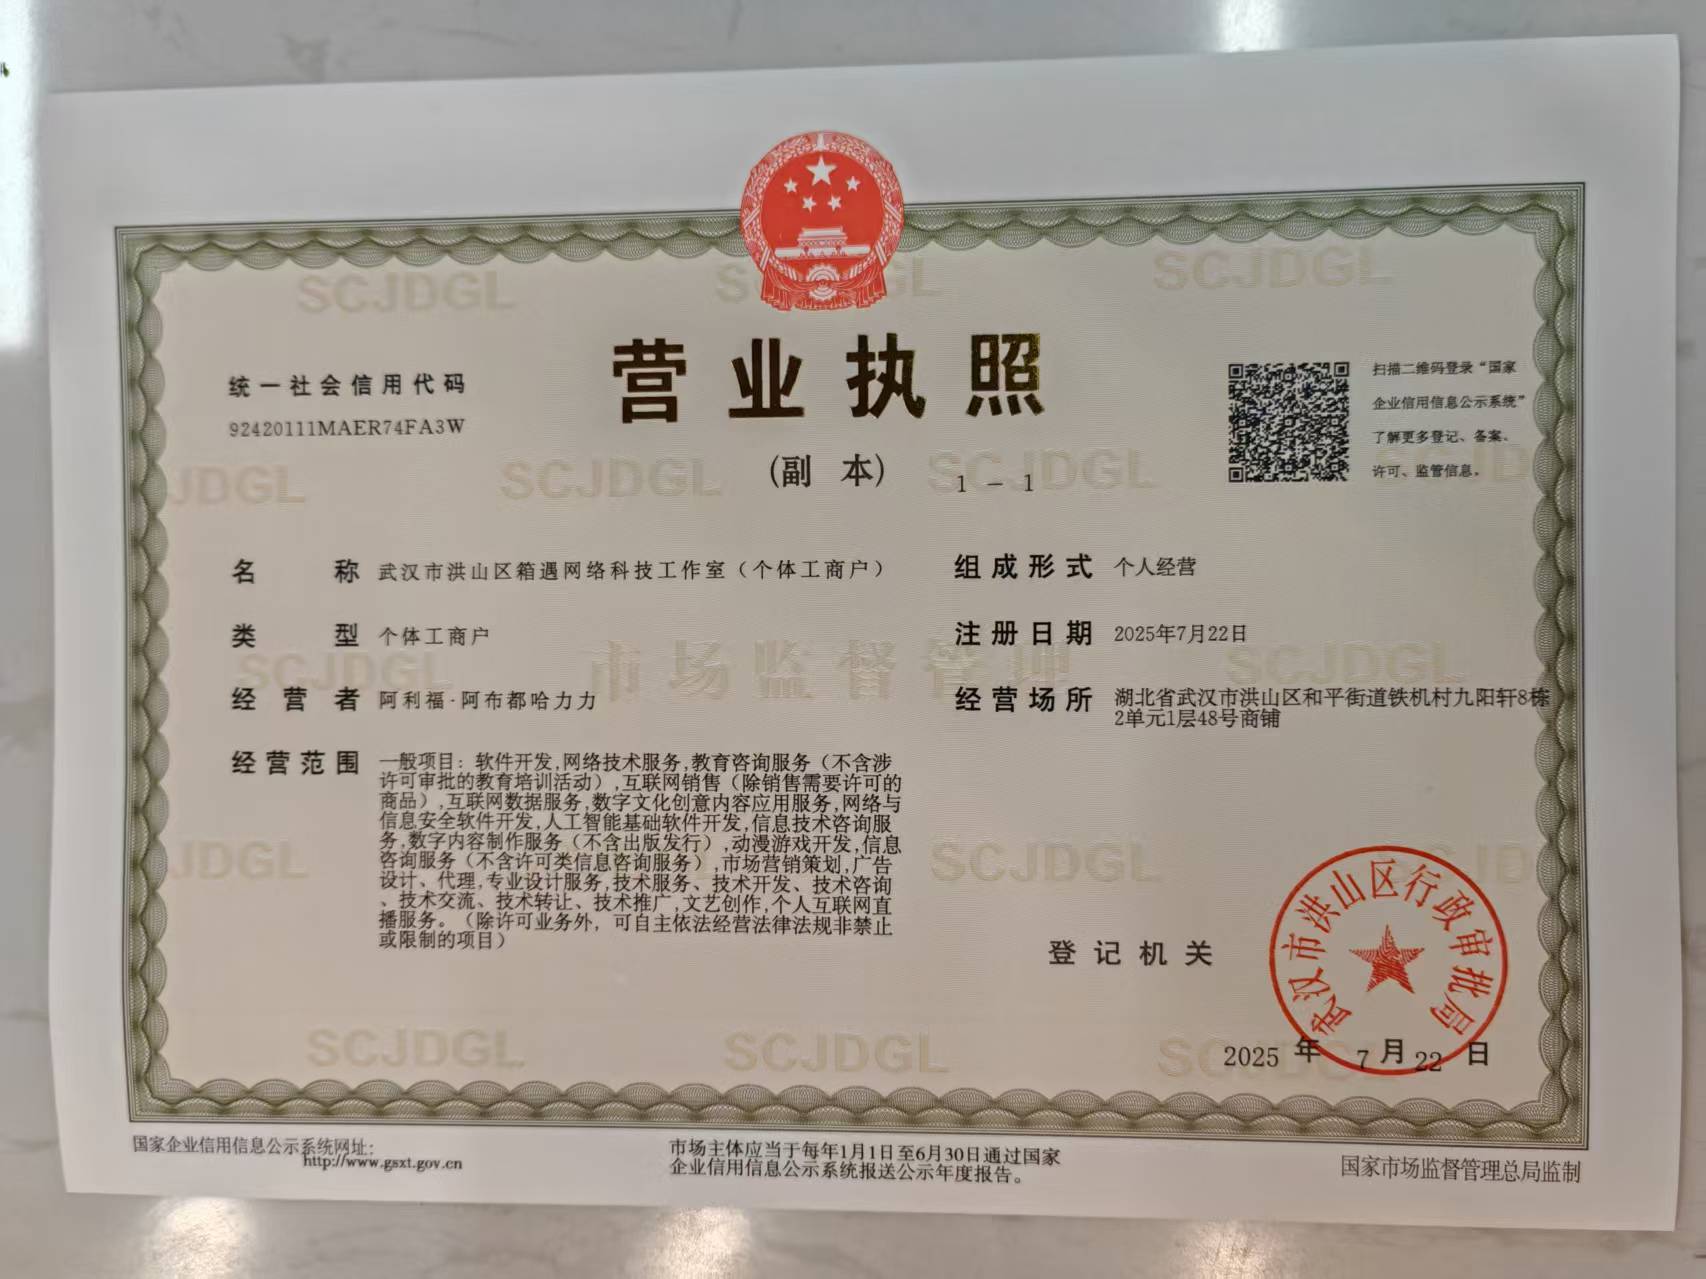 营业执照
(副 本)
1 - 1
统一社会信用代码
92420111MAER74FA3W
扫描二维码登录“国家
企业信用信息公示系统”
了解更多登记、备案、
许可、监管信息。
名 称 武汉市洪山区箱遇网络科技工作室（个体工商户）
类 型 个体工商户
经 营 者 阿利福·阿布都哈力力
经 营 范 围 一般项目：软件开发,网络技术服务,教育咨询服务（不含涉
许可审批的教育培训活动）,互联网销售（除销售需要许可的
商品）,互联网数据服务,数字文化创意内容应用服务,网络与
信息安全软件开发,人工智能基础软件开发,信息技术咨询服
务,数字内容制作服务（不含出版发行）,动漫游戏开发,信息
咨询服务（不含许可类信息咨询服务）,市场营销策划,广告
设计、代理,专业设计服务,技术服务、技术开发、技术咨询
、技术交流、技术转让、技术推广,文艺创作,个人互联网直
播服务。（除许可业务外，可自主依法经营法律法规非禁止
或限制的项目）
组 成 形 式 个人经营
注 册 日 期 2025年7月22日
经 营 场 所 湖北省武汉市洪山区和平街道铁机村九阳轩8栋
2单元1层48号商铺
登 记 机 关
武汉市洪山区行政审批局
2025 年 7 月 22 日
SCJDGL
市场监督管理
国家企业信用信息公示系统网址：
http://www.gsxt.gov.cn
市场主体应当于每年1月1日至6月30日通过国家
企业信用信息公示系统报送公示年度报告。
国家市场监督管理总局监制